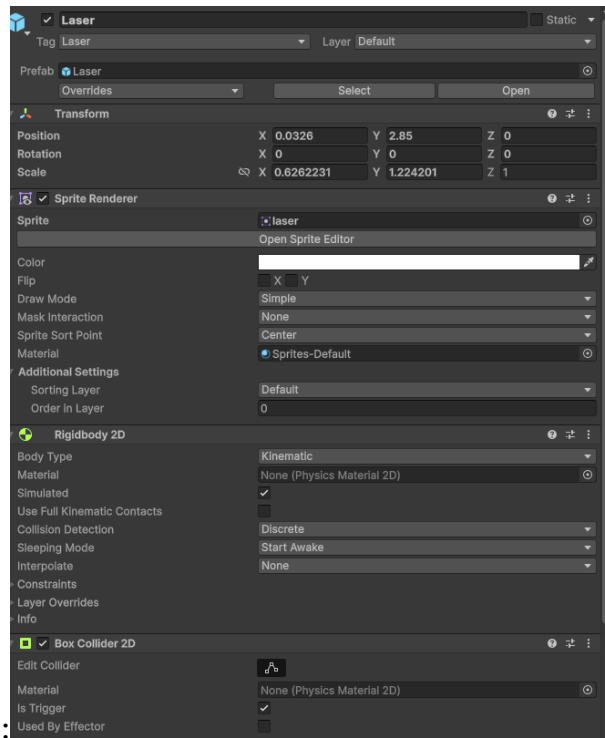 Laser Static
Tag Laser Layer Default
Prefab Laser
Overrides Select Open
Transform
Position X 0.0326 Y 2.85 Z 0
Rotation X 0 Y 0 Z 0
Scale X 0.6262231 Y 1.224201 Z 1
Sprite Renderer
Sprite laser
Open Sprite Editor
Color
Flip X Y
Draw Mode Simple
Mask Interaction None
Sprite Sort Point Center
Material Sprites-Default
Additional Settings
Sorting Layer Default
Order in Layer 0
Rigidbody 2D
Body Type Kinematic
Material None (Physics Material 2D)
Simulated
Use Full Kinematic Contacts
Collision Detection Discrete
Sleeping Mode Start Awake
Interpolate None
Constraints
Layer Overrides
Info
Box Collider 2D
Edit Collider
Material None (Physics Material 2D)
Is Trigger
Used By Effector